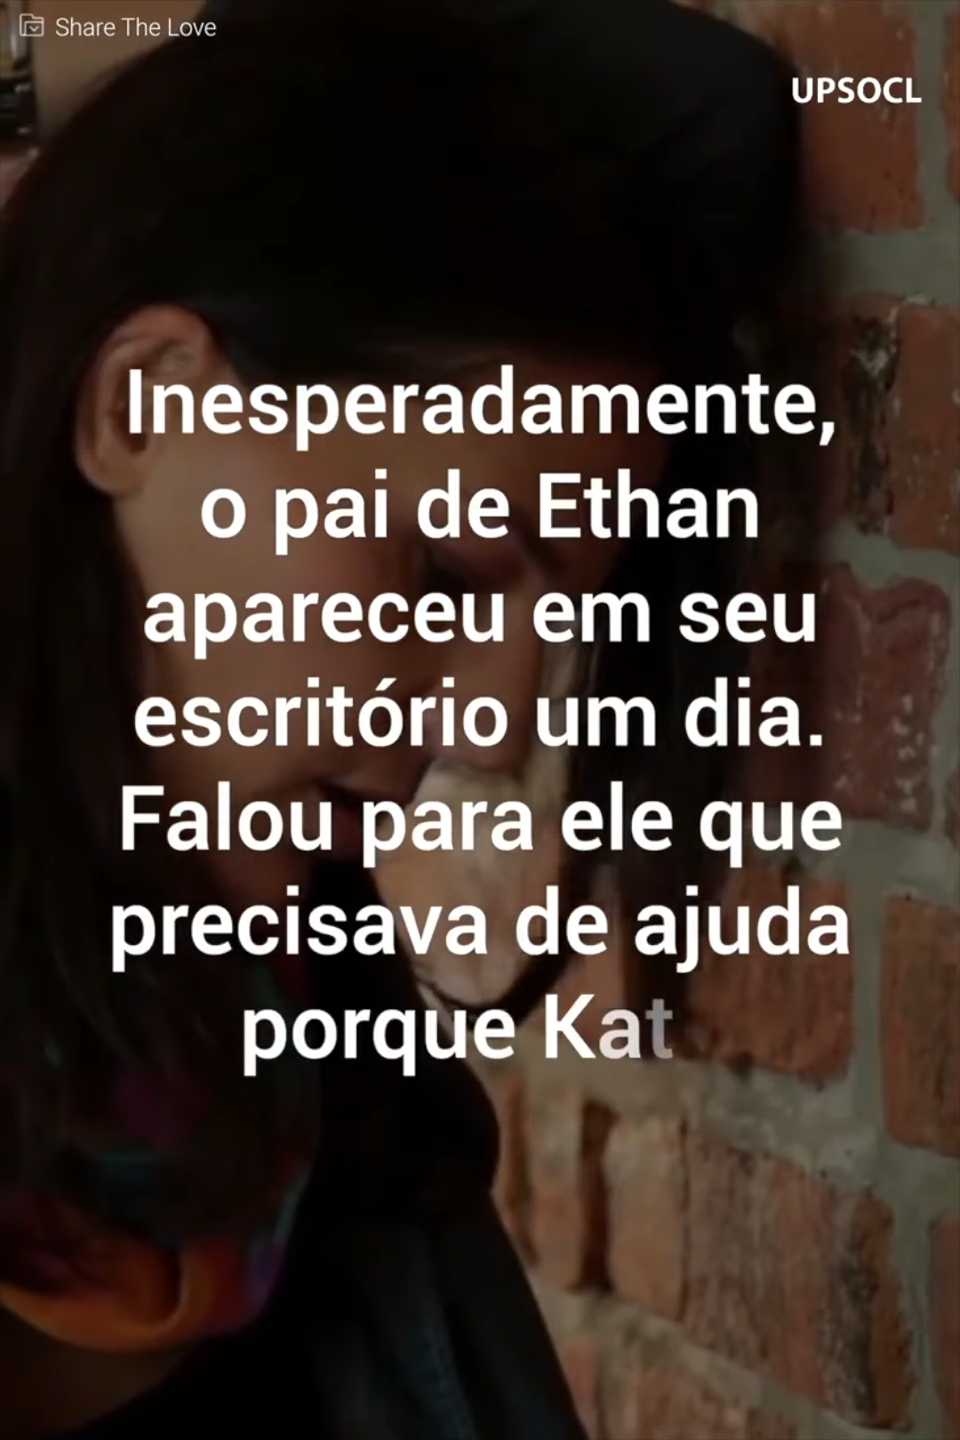 Share The Love
UPSOCL
Inesperadamente,
o pai de Ethan
apareceu em seu
escritório um dia.
Falou para ele que
precisava de ajuda
porque Kat